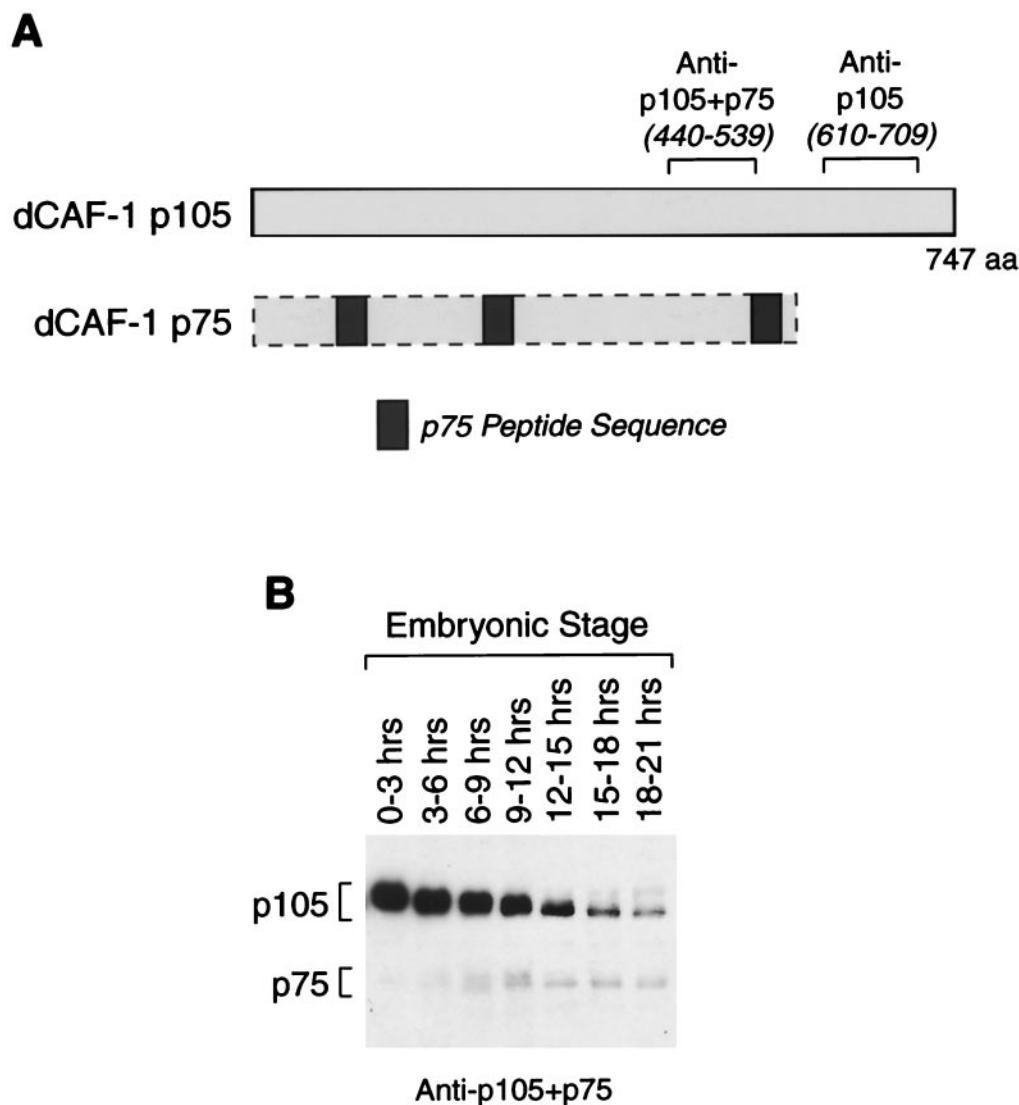 A
Anti-
p105+p75
(440-539)
Anti-
p105
(610-709)
dCAF-1 p105
747 aa
dCAF-1 p75
p75 Peptide Sequence
B
Embryonic Stage
0-3 hrs
3-6 hrs
6-9 hrs
9-12 hrs
12-15 hrs
15-18 hrs
18-21 hrs
p105
p75
Anti-p105+p75